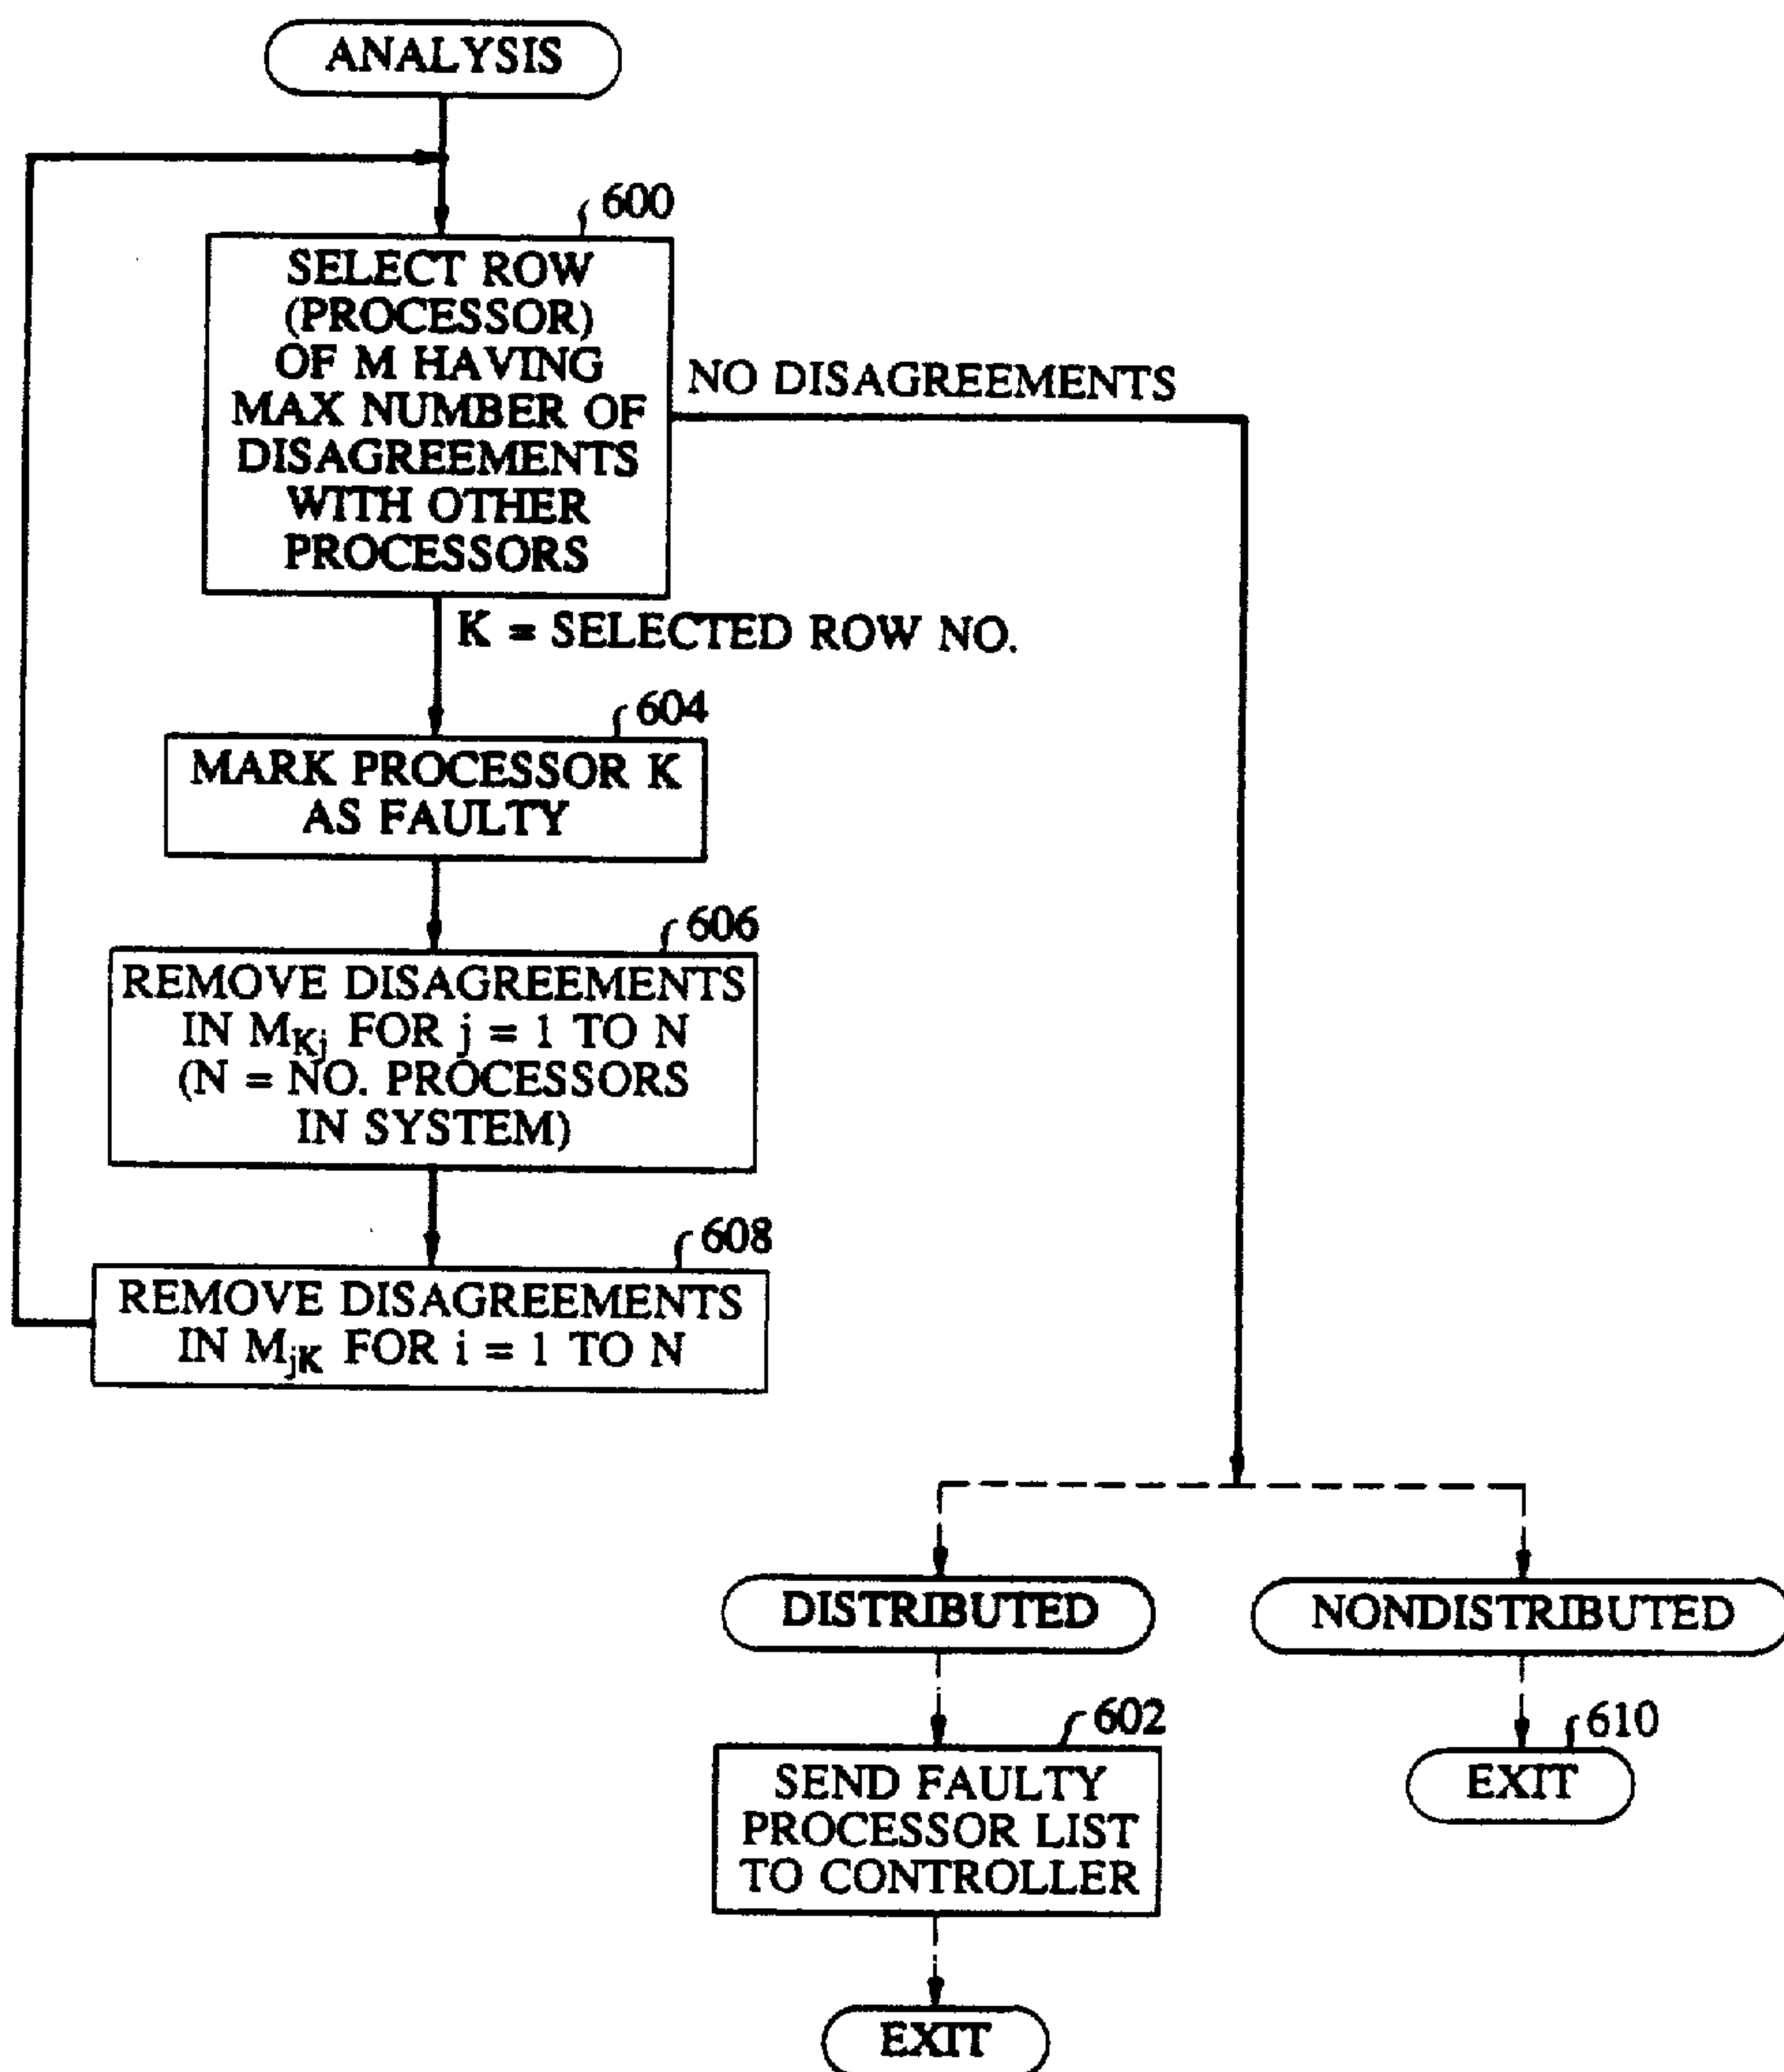 ANALYSIS
600
SELECT ROW
(PROCESSOR)
OF M HAVING
MAX NUMBER OF
DISAGREEMENTS
WITH OTHER
PROCESSORS
NO DISAGREEMENTS
K = SELECTED ROW NO.
604
MARK PROCESSOR K
AS FAULTY
606
REMOVE DISAGREEMENTS
IN MKj FOR j = 1 TO N
(N = NO. PROCESSORS
IN SYSTEM)
608
REMOVE DISAGREEMENTS
IN MjK FOR i = 1 TO N
DISTRIBUTED
NONDISTRIBUTED
602
SEND FAULTY
PROCESSOR LIST
TO CONTROLLER
610
EXIT
EXIT